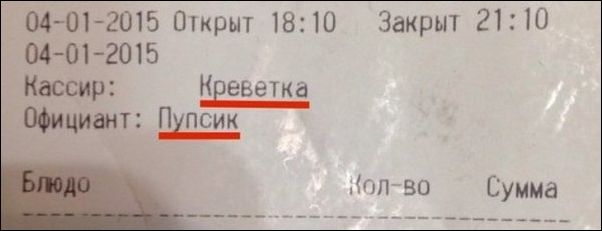 04-01-2015 Открыт 18:10 Закрыт 21:10
04-01-2015
Кассир: Креветка
Официант: Пупсик
Блюдо Кол-во Сумма